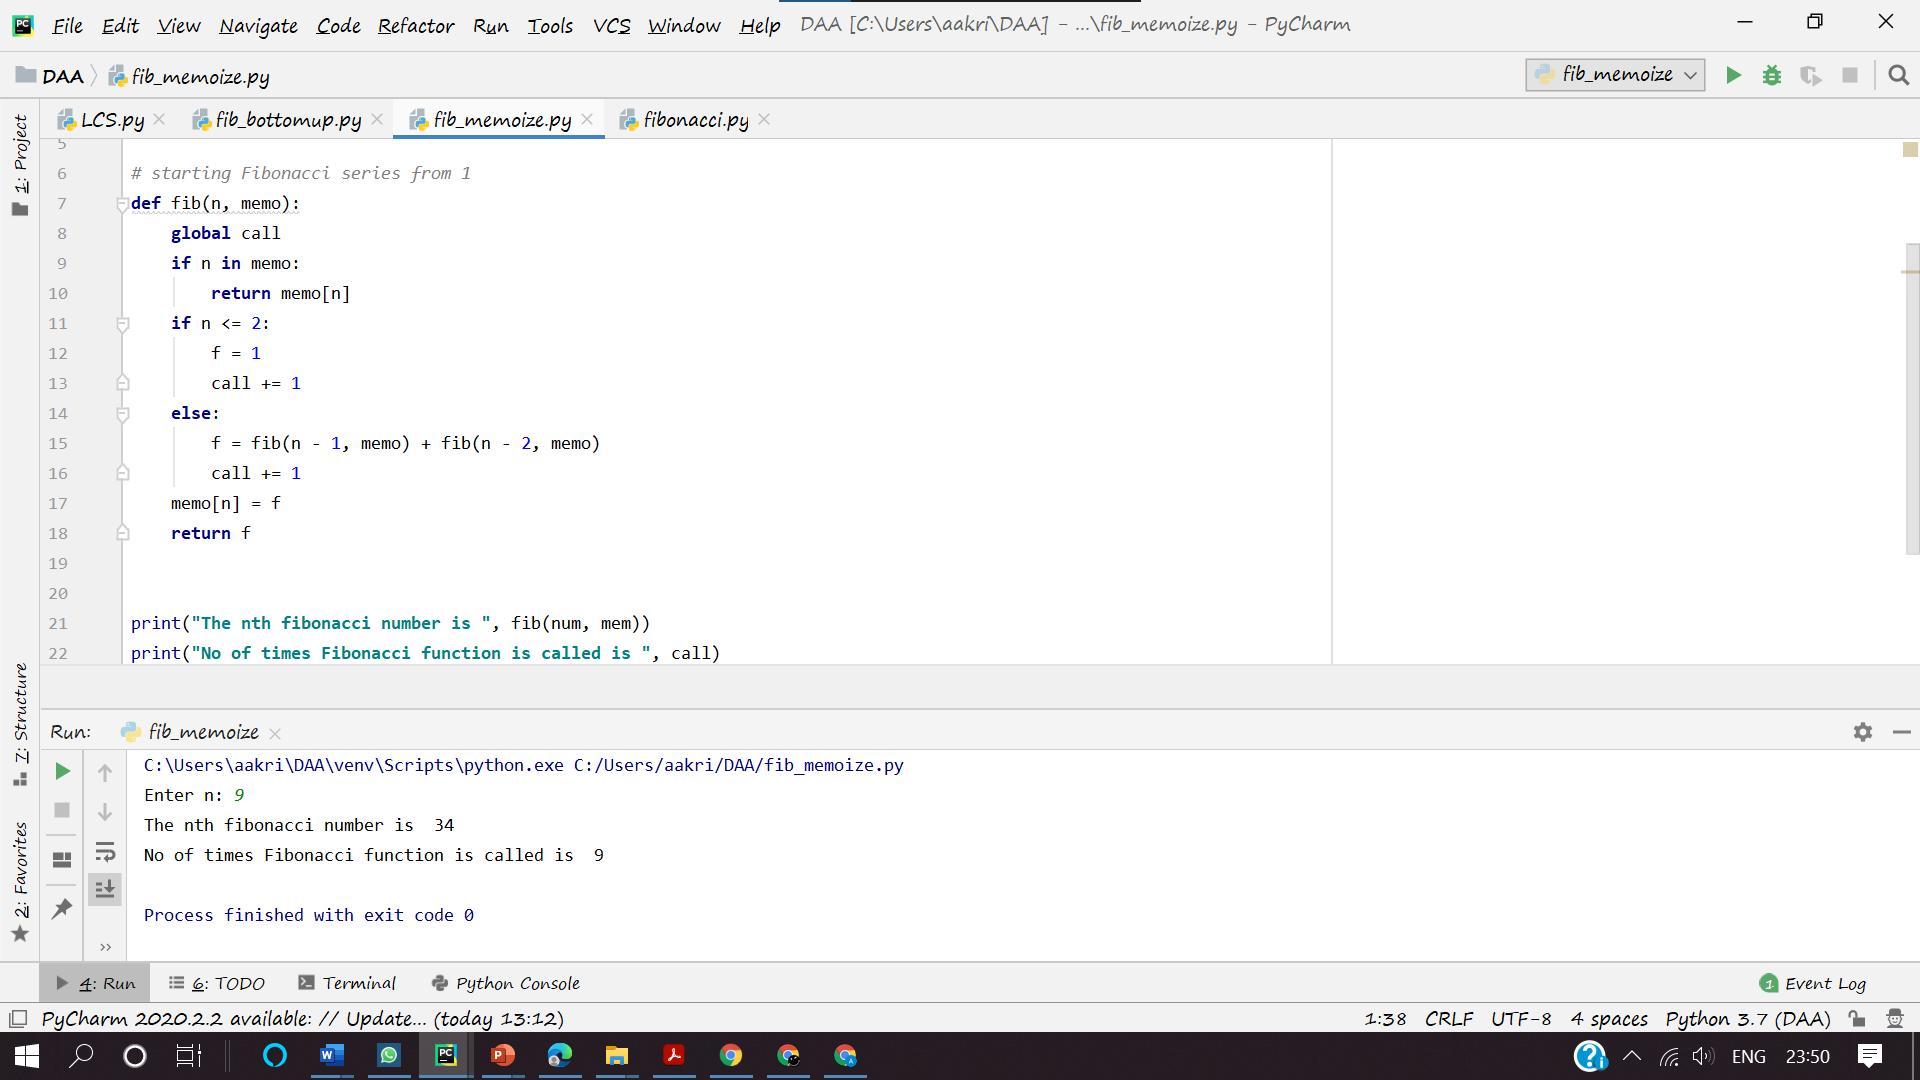 File Edit View Navigate Code Refactor Run Tools VCS Window Help DAA [C:\Users\aakri\DAA] - ...\fib_memoize.py - PyCharm
DAA fib_memoize.py fib_memoize
LCS.py fib_bottomup.py fib_memoize.py fibonacci.py
1: Project
7: Structure
2: Favorites
5
6 # starting Fibonacci series from 1
7 def fib(n, memo):
8 global call
9 if n in memo:
10 return memo[n]
11 if n <= 2:
12 f = 1
13 call += 1
14 else:
15 f = fib(n - 1, memo) + fib(n - 2, memo)
16 call += 1
17 memo[n] = f
18 return f
19
20
21 print("The nth fibonacci number is ", fib(num, mem))
22 print("No of times Fibonacci function is called is ", call)
Run: fib_memoize
C:\Users\aakri\DAA\venv\Scripts\python.exe C:/Users/aakri/DAA/fib_memoize.py
Enter n: 9
The nth fibonacci number is  34
No of times Fibonacci function is called is  9
Process finished with exit code 0
4: Run 6: TODO Terminal Python Console 1 Event Log
PyCharm 2020.2.2 available: // Update... (today 13:12) 1:38 CRLF UTF-8 4 spaces Python 3.7 (DAA)
ENG 23:50